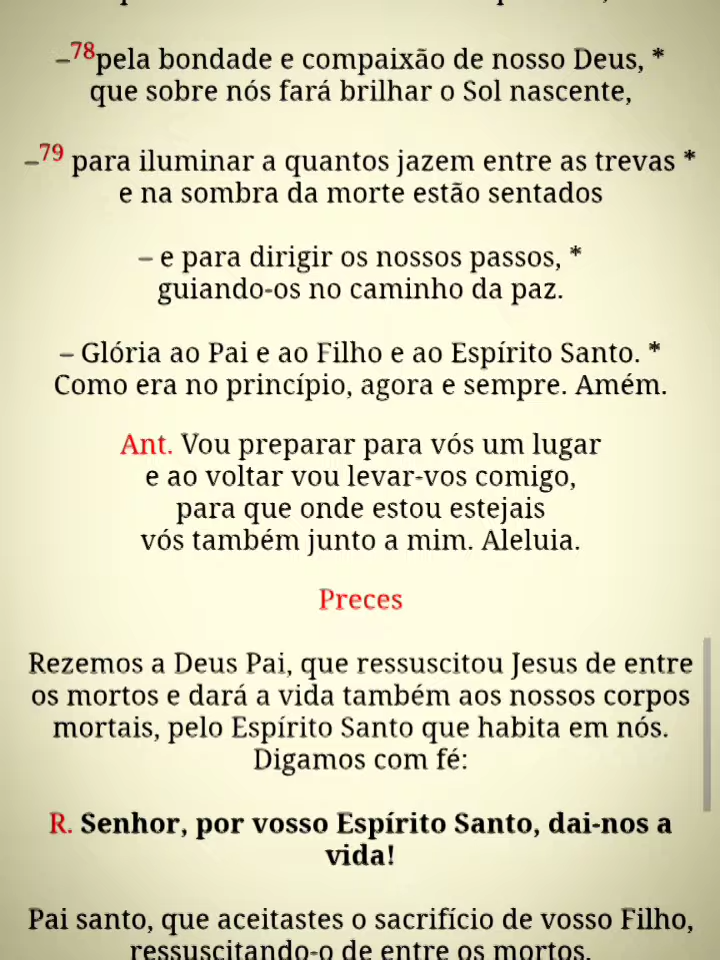 –78pela bondade e compaixão de nosso Deus, *
que sobre nós fará brilhar o Sol nascente,
–79 para iluminar a quantos jazem entre as trevas *
e na sombra da morte estão sentados
– e para dirigir os nossos passos, *
guiando-os no caminho da paz.
– Glória ao Pai e ao Filho e ao Espírito Santo. *
Como era no princípio, agora e sempre. Amém.
Ant. Vou preparar para vós um lugar
e ao voltar vou levar-vos comigo,
para que onde estou estejais
vós também junto a mim. Aleluia.
Preces
Rezemos a Deus Pai, que ressuscitou Jesus de entre
os mortos e dará a vida também aos nossos corpos
mortais, pelo Espírito Santo que habita em nós.
Digamos com fé:
R. Senhor, por vosso Espírito Santo, dai-nos a
vida!
Pai santo, que aceitastes o sacrifício de vosso Filho,
ressuscitando-o de entre os mortos,